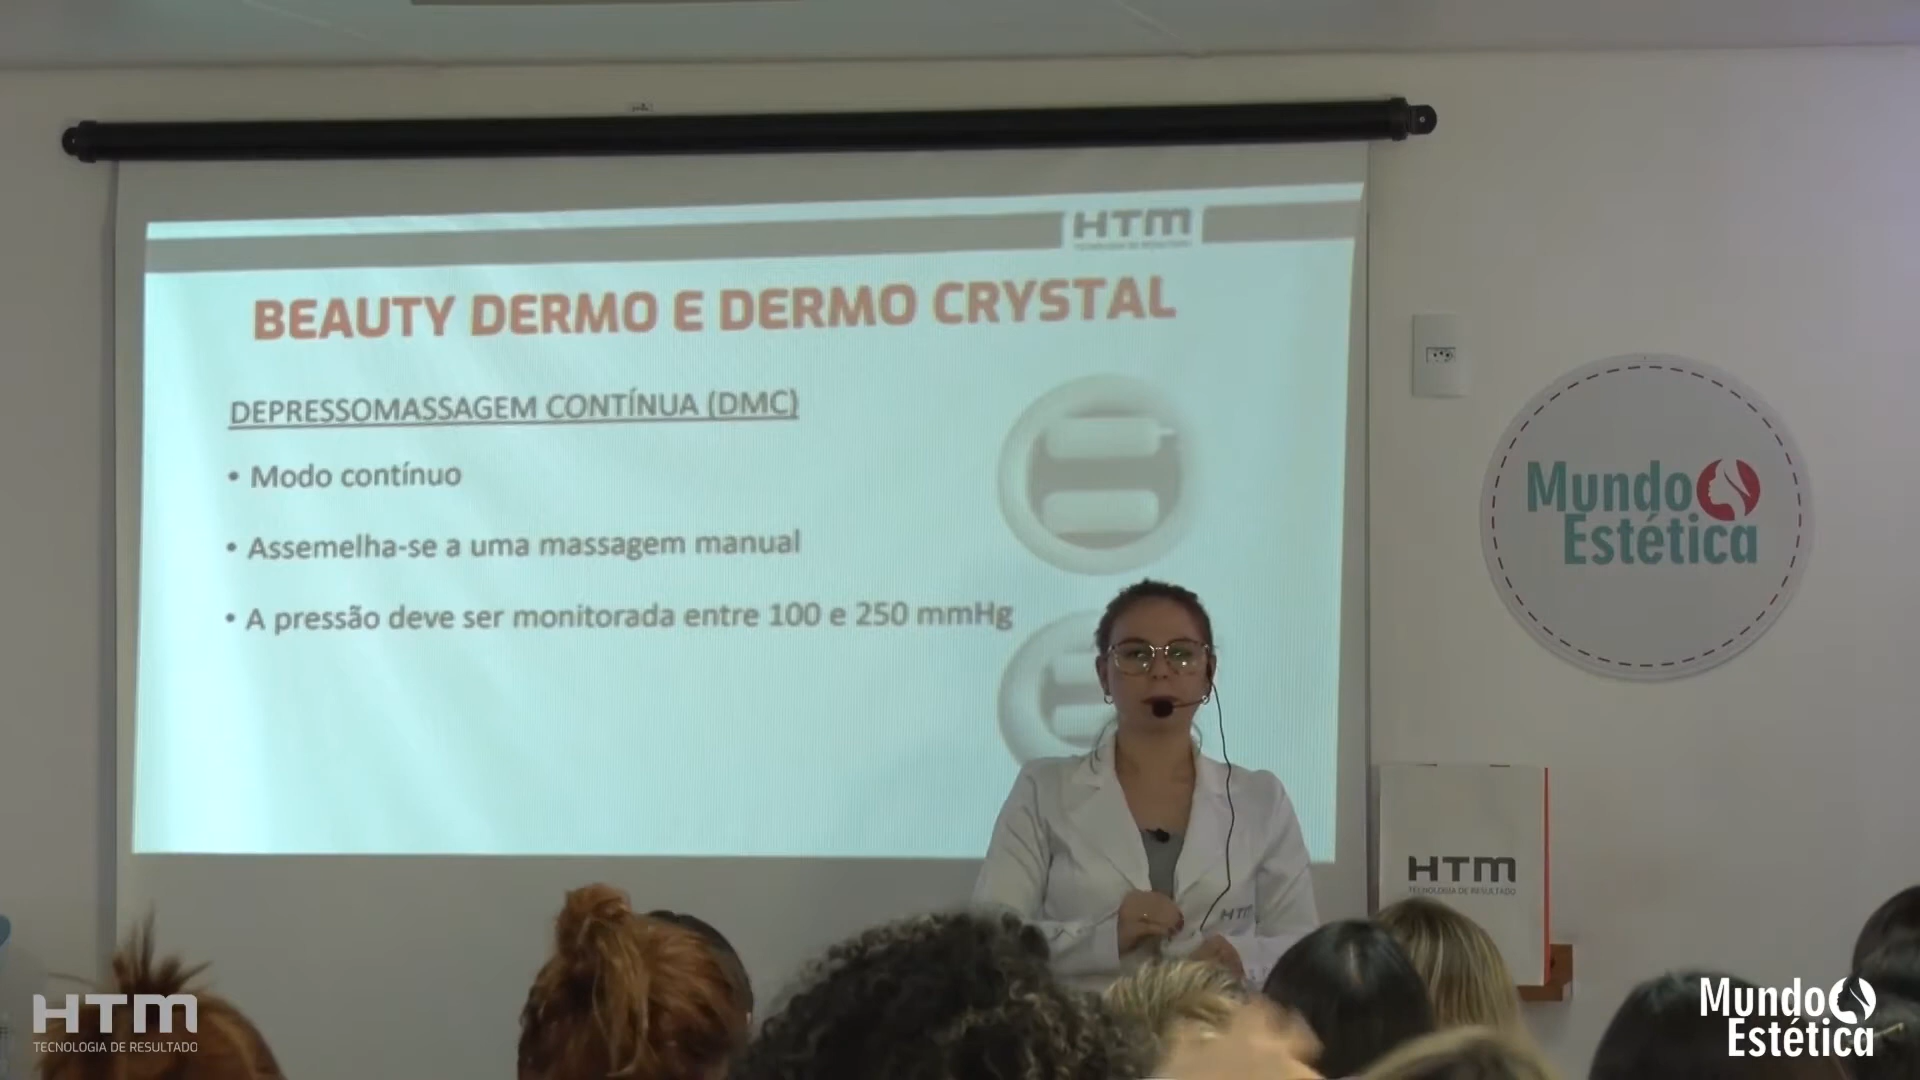 HTM
TECNOLOGIA DE RESULTADO
BEAUTY DERMO E DERMO CRYSTAL
DEPRESSOMASSAGEM CONTÍNUA (DMC)
• Modo contínuo
• Assemelha-se a uma massagem manual
• A pressão deve ser monitorada entre 100 e 250 mmHg
Mundo
Estética
HTM
TECNOLOGIA DE RESULTADO
HTM
HTM
TECNOLOGIA DE RESULTADO
Mundo
Estética